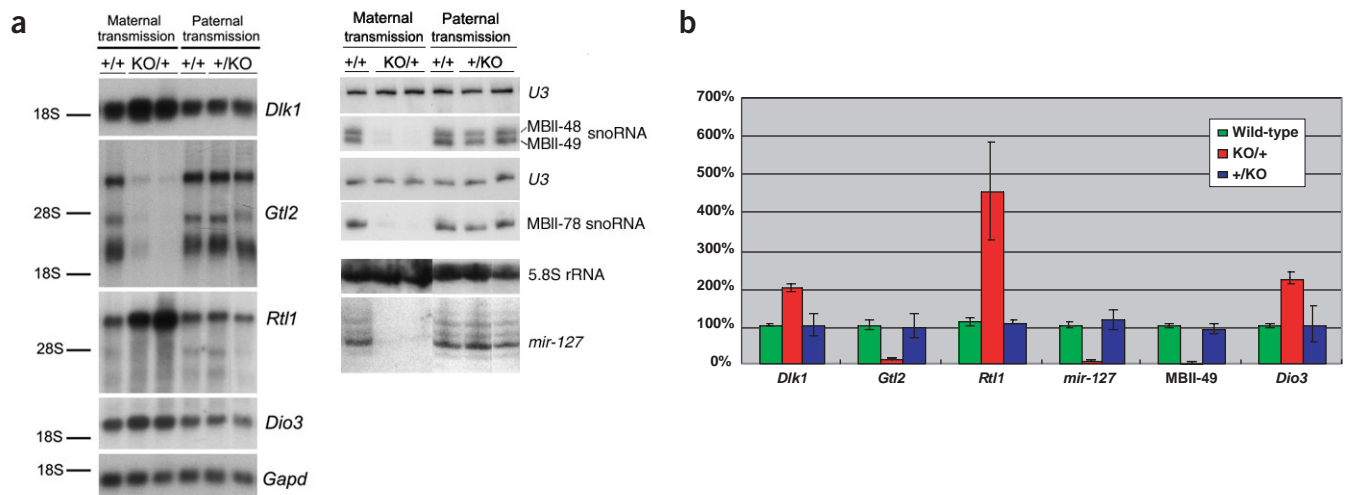 a
Maternal transmission
Paternal transmission
+/+ KO/+ +/+ +/KO
18S
Dlk1
28S
Gtl2
18S
Rtl1
28S
Dio3
18S
18S
Gapd
Maternal transmission
Paternal transmission
+/+ KO/+ +/+ +/KO
U3
MBII-48
snoRNA
MBII-49
U3
MBII-78 snoRNA
5.8S rRNA
mir-127
b
700%
600%
500%
400%
300%
200%
100%
0%
Wild-type
KO/+
+/KO
Dlk1 Gtl2 Rtl1 mir-127 MBII-49 Dio3